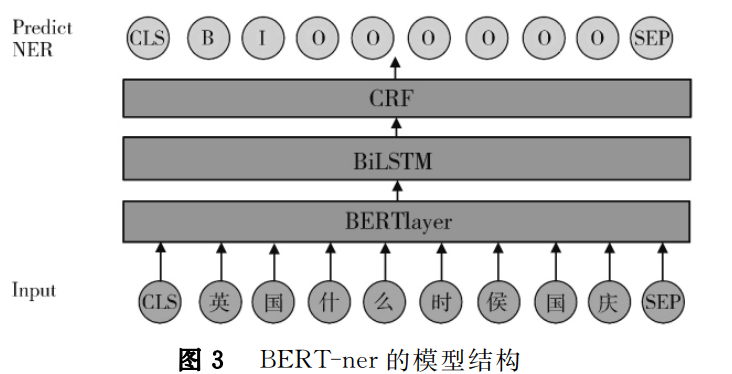 Predict
NER
CLS B I O O O O O O SEP
CRF
BiLSTM
BERTlayer
Input
CLS 英 国 什 么 时 侯 国 庆 SEP
图 3 BERT-ner 的模型结构